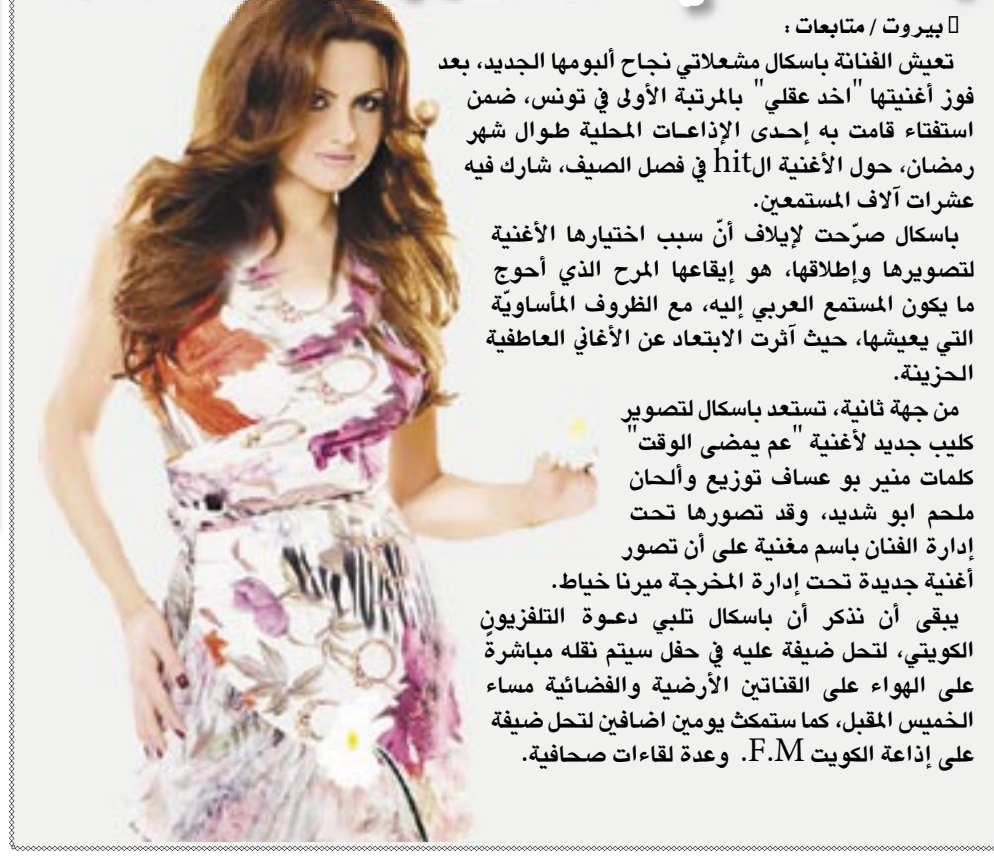 بيروت / متابعات :
تعيش الفنانة باسكال مشعلاتي نجاح ألبومها الجديد، بعد
فوز أغنيتها "اخد عقلي" بالمرتبة الأولى في تونس، ضمن
استفتاء قامت به إحدى الإذاعات المحلية طوال شهر
رمضان، حول الأغنية الhit في فصل الصيف، شارك فيه
عشرات آلاف المستمعين.
باسكال صرّحت لإيلاف أنّ سبب اختيارها الأغنية
لتصويرها وإطلاقها، هو إيقاعها المرح الذي أحوج
ما يكون المستمع العربي إليه، مع الظروف المأساويّة
التي يعيشها، حيث آثرت الابتعاد عن الأغاني العاطفية
الحزينة.
من جهة ثانية، تستعد باسكال لتصوير
كليب جديد لأغنية "عم يمضى الوقت"
كلمات منير بو عساف توزيع وألحان
ملحم ابو شديد، وقد تصورها تحت
إدارة الفنان باسم مغنية على أن تصور
أغنية جديدة تحت إدارة المخرجة ميرنا خياط.
يبقى أن نذكر أن باسكال تلبي دعوة التلفزيون
الكويتي، لتحل ضيفة عليه في حفل سيتم نقله مباشرة
على الهواء على القناتين الأرضية والفضائية مساء
الخميس المقبل، كما ستمكث يومين اضافين لتحل ضيفة
على إذاعة الكويت F.M. وعدة لقاءات صحافية.